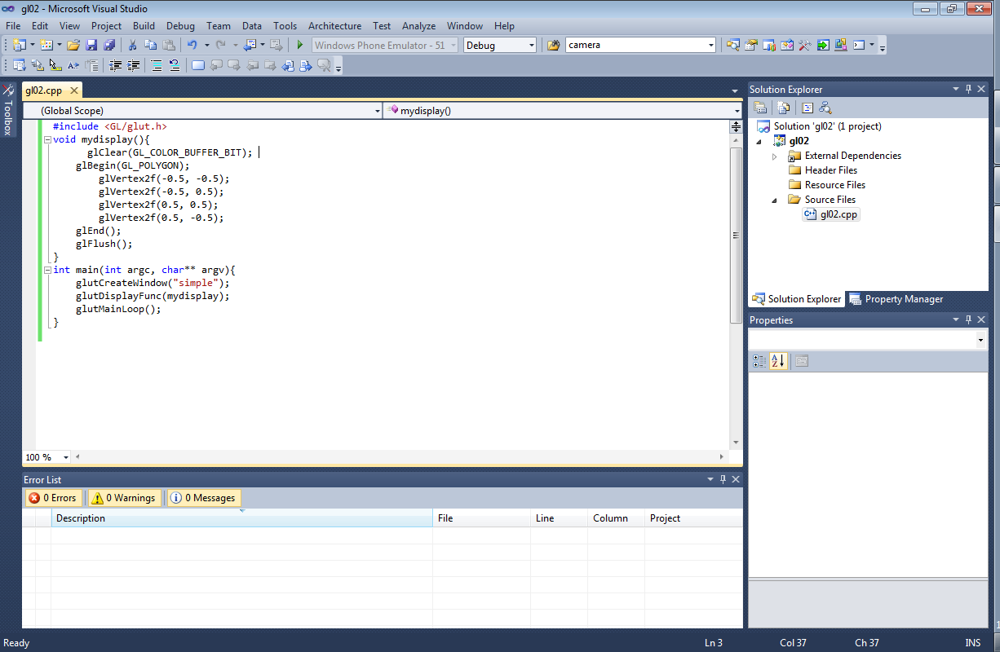 gl02 - Microsoft Visual Studio
File Edit View Project Build Debug Team Data Tools Architecture Test Analyze Window Help
Windows Phone Emulator - 51 Debug camera
Toolbox
gl02.cpp
(Global Scope) mydisplay()
#include <GL/glut.h>
void mydisplay(){
glClear(GL_COLOR_BUFFER_BIT);
glBegin(GL_POLYGON);
glVertex2f(-0.5, -0.5);
glVertex2f(-0.5, 0.5);
glVertex2f(0.5, 0.5);
glVertex2f(0.5, -0.5);
glEnd();
glFlush();
}
int main(int argc, char** argv){
glutCreateWindow("simple");
glutDisplayFunc(mydisplay);
glutMainLoop();
}
100 %
Solution Explorer
Solution 'gl02' (1 project)
gl02
External Dependencies
Header Files
Resource Files
Source Files
gl02.cpp
Solution Explorer Property Manager
Properties
Error List
0 Errors 0 Warnings 0 Messages
Description File Line Column Project
Ready Ln 3 Col 37 Ch 37 INS